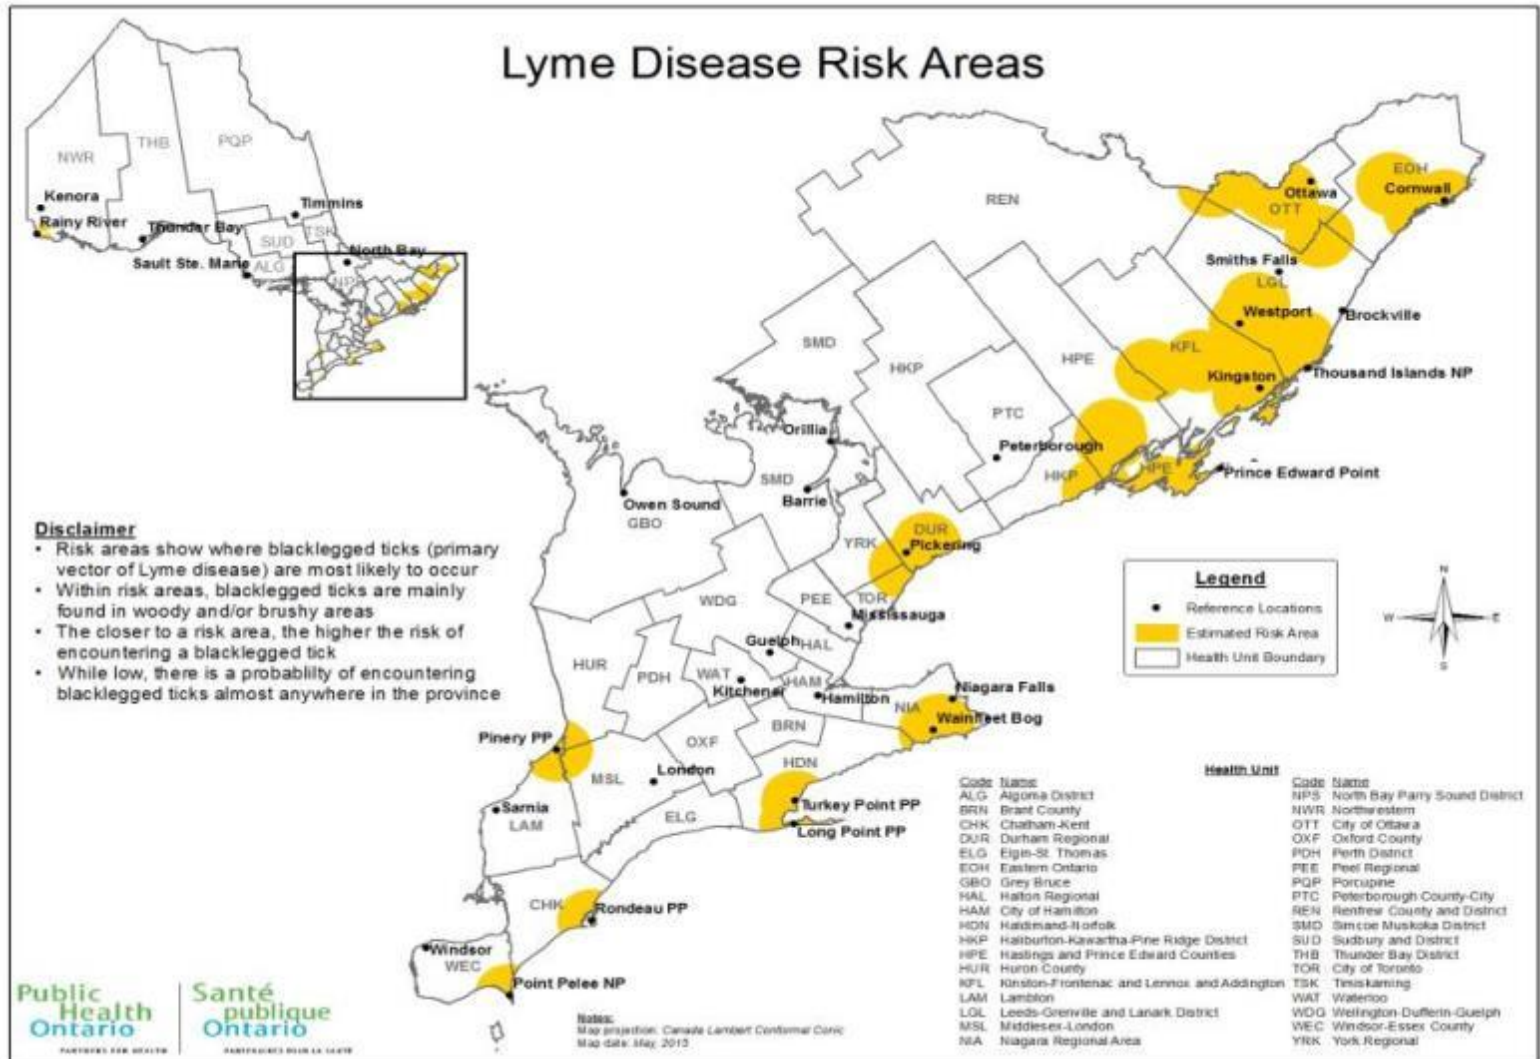 Lyme Disease Risk Areas
NWR
THB
PQP
Kenora
Timmins
Rainy River
Thunder Bay
TSK
SUD
North Bay
Sault Ste. Marie
ALG
REN
EOH
Cornwall
Ottawa
OTT
Smiths Falls
LGL
Westport
Brockville
SMD
HKP
HPE
KFL
Kingston
Thousand Islands NP
PTC
Orillia
Peterborough
HKP
HPE
Prince Edward Point
SMD
Barrie
Owen Sound
GBO
DUR
YRK
Pickering
WDG
PEE
TOR
Mississauga
Guelph
HAL
HUR
PDH
WAT
Kitchener
HAM
Hamilton
Niagara Falls
NIA
Wainfleet Bog
BRN
Pinery PP
OXF
HDN
MSL
London
Sarnia
LAM
ELG
Turkey Point PP
Long Point PP
CHK
Rondeau PP
Windsor
WEC
Point Pelee NP
Disclaimer
• Risk areas show where blacklegged ticks (primary
vector of Lyme disease) are most likely to occur
• Within risk areas, blacklegged ticks are mainly
found in woody and/or brushy areas
• The closer to a risk area, the higher the risk of
encountering a blacklegged tick
• While low, there is a probablilty of encountering
blacklegged ticks almost anywhere in the province
Legend
Reference Locations
Estimated Risk Area
Health Unit Boundary
N
W E
S
Health Unit
Code Name
ALG Algoma District
BRN Brant County
CHK Chatham-Kent
DUR Durham Regional
ELG Elgin-St. Thomas
EOH Eastern Ontario
GBO Grey Bruce
HAL Halton Regional
HAM City of Hamilton
HDN Haldimand-Norfolk
HKP Haliburton-Kawartha-Pine Ridge District
HPE Hastings and Prince Edward Counties
HUR Huron County
KFL Kinston-Frontenac and Lennox and Addington
LAM Lambton
LGL Leeds-Grenville and Lanark District
MSL Middlesex-London
NIA Niagara Regional Area
Code Name
NPS North Bay Parry Sound District
NWR Northwestern
OTT City of Ottawa
OXF Oxford County
PDH Perth District
PEE Peel Regional
PQP Porcupine
PTC Peterborough County-City
REN Renfrew County and District
SMD Simcoe Muskoka District
SUD Sudbury and District
THB Thunder Bay District
TOR City of Toronto
TSK Timiskaming
WAT Waterloo
WDG Wellington-Dufferin-Guelph
WEC Windsor-Essex County
YRK York Regional
Public
Health
Ontario
PARTNERS FOR HEALTH
Santé
publique
Ontario
PARTENAIRES POUR LA SANTÉ
Notes:
Map projection: Canada Lambert Conformal Conic
Map date: May, 2015